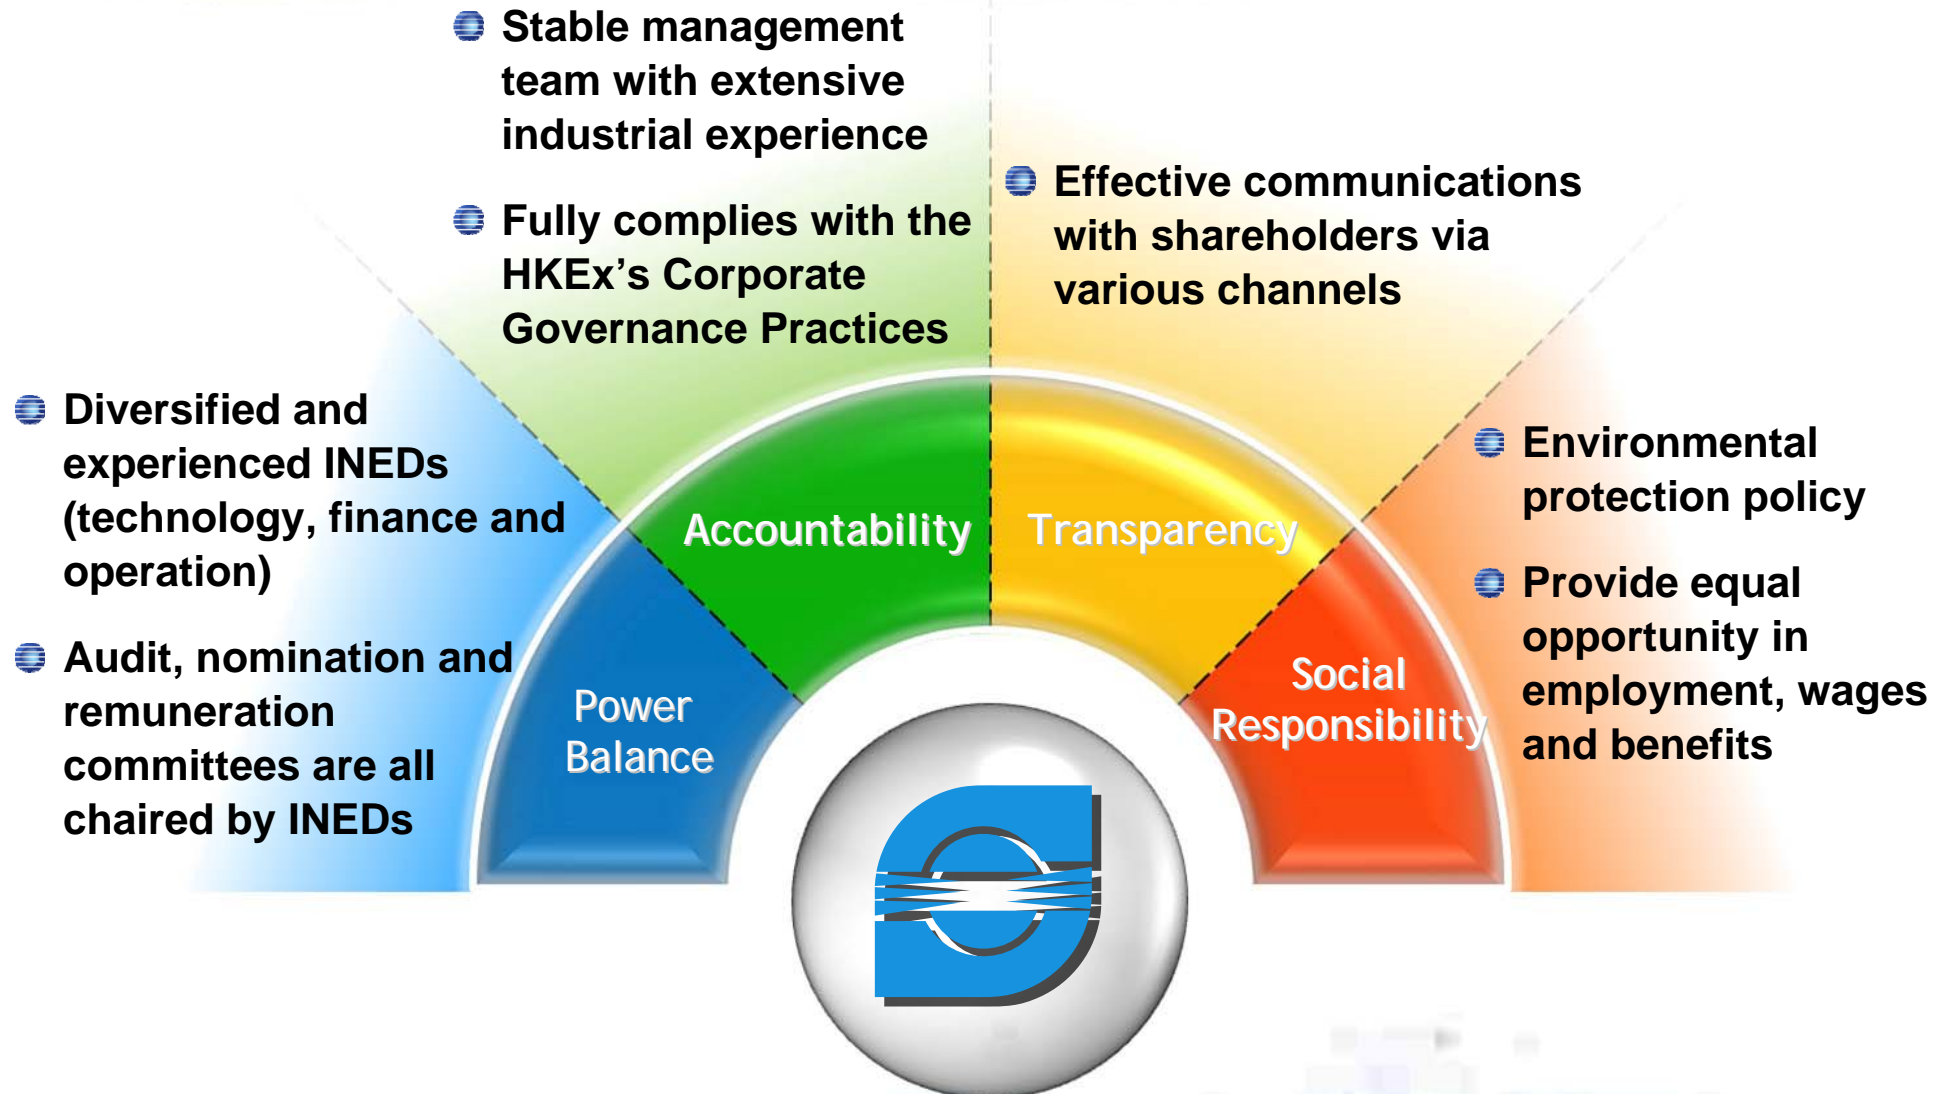 Stable management
team with extensive
industrial experience
Fully complies with the
HKEx’s Corporate
Governance Practices
Effective communications
with shareholders via
various channels
Diversified and
experienced INEDs
(technology, finance and
operation)
Audit, nomination and
remuneration
committees are all
chaired by INEDs
Environmental
protection policy
Provide equal
opportunity in
employment, wages
and benefits
Accountability
Transparency
Power
Balance
Social
Responsibility